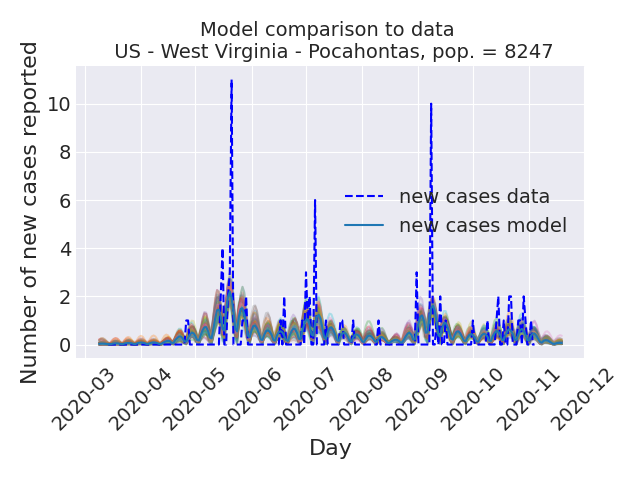 Model comparison to data
US - West Virginia - Pocahontas, pop. = 8247
Number of new cases reported
10
8
6
4
2
0
new cases data
new cases model
2020-03
2020-04
2020-05
2020-06
2020-07
2020-08
2020-09
2020-10
2020-11
2020-12
Day